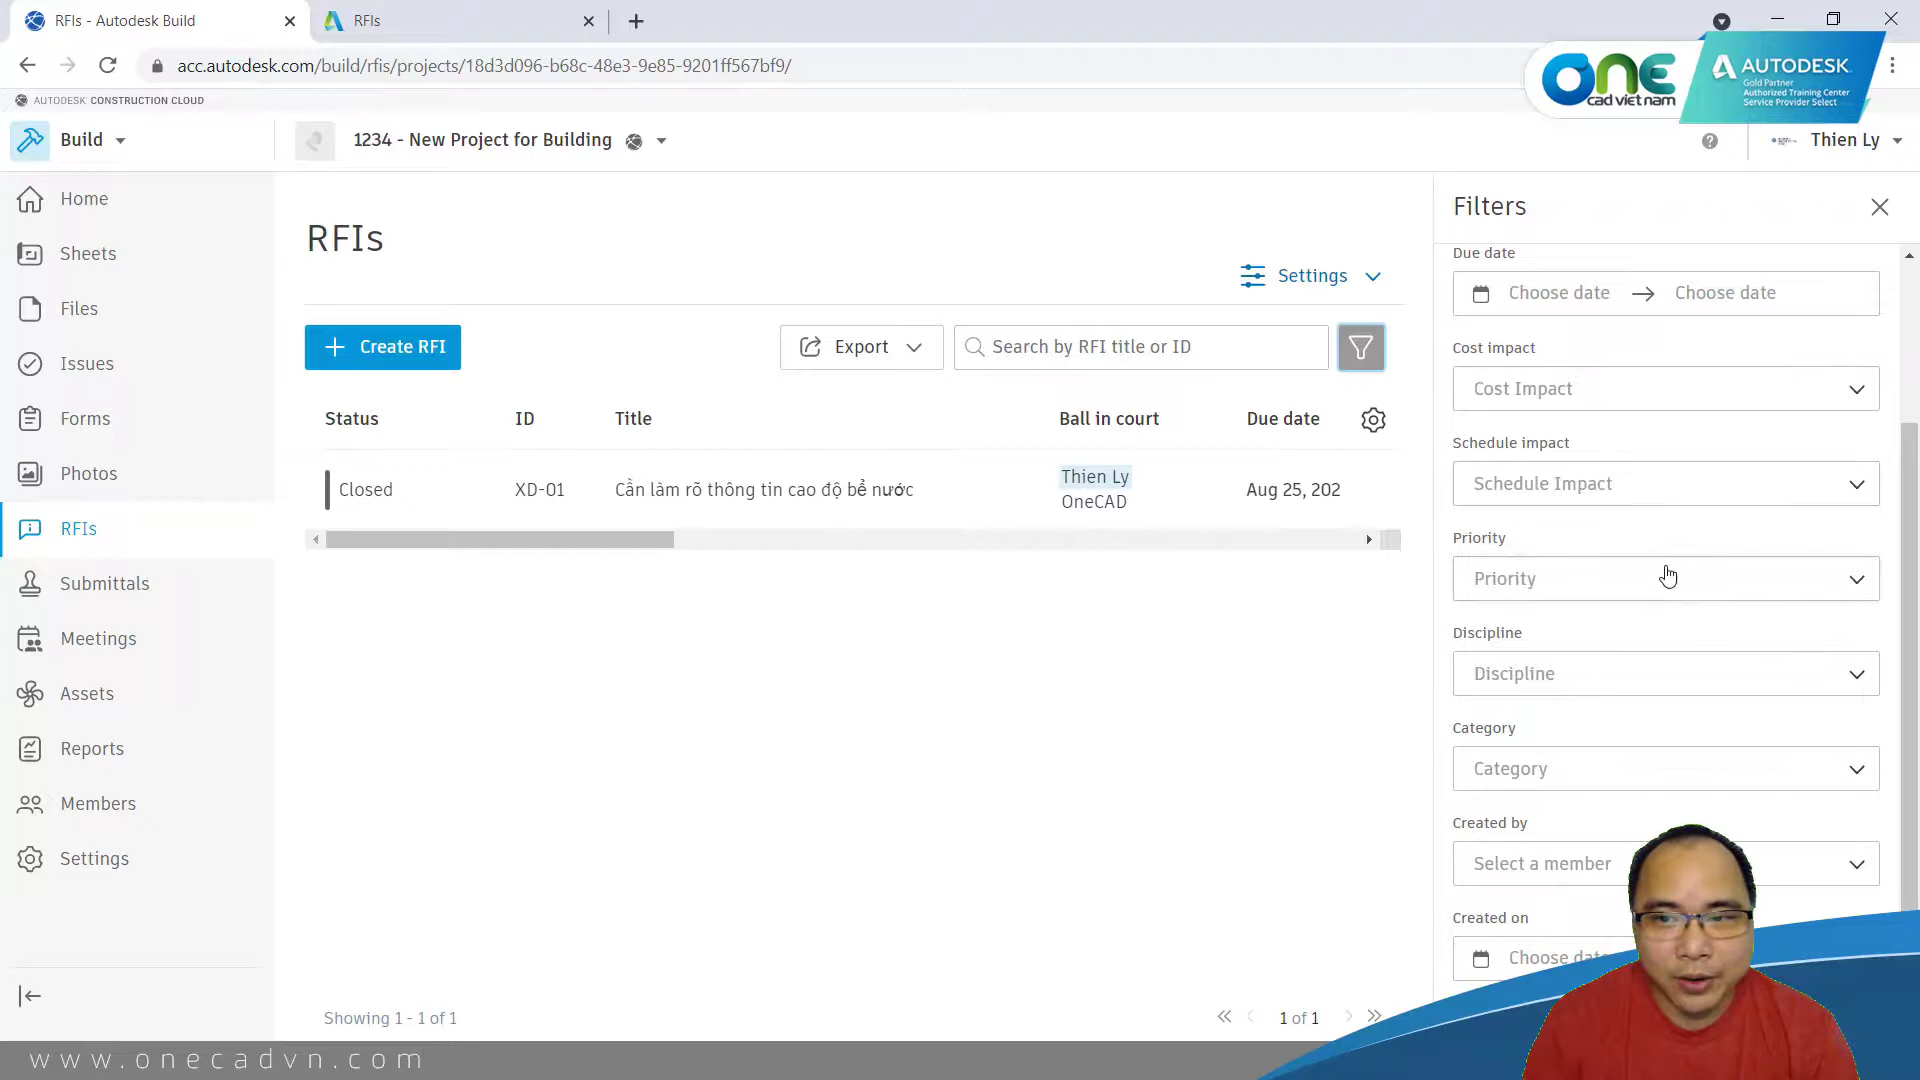 RFIs - Autodesk Build
RFIs
acc.autodesk.com/build/rfis/projects/18d3d096-b68c-48e3-9e85-9201ff567bf9/
AUTODESK CONSTRUCTION CLOUD
ONE
cad viet nam
AUTODESK.
Gold Partner
Authorized Training Center
Service Provider Select
Build
1234 - New Project for Building
Thien Ly
Home
Sheets
Files
Issues
Forms
Photos
RFIs
Submittals
Meetings
Assets
Reports
Members
Settings
RFIs
Settings
Create RFI
Export
Search by RFI title or ID
Status ID Title Ball in court Due date
Closed XD-01 Cần làm rõ thông tin cao độ bể nước Thien Ly Aug 25, 202
OneCAD
Showing 1 - 1 of 1
1 of 1
Filters
Due date
Choose date Choose date
Cost impact
Cost Impact
Schedule impact
Schedule Impact
Priority
Priority
Discipline
Discipline
Category
Category
Created by
Select a member
Created on
Choose date
www.onecadvn.com